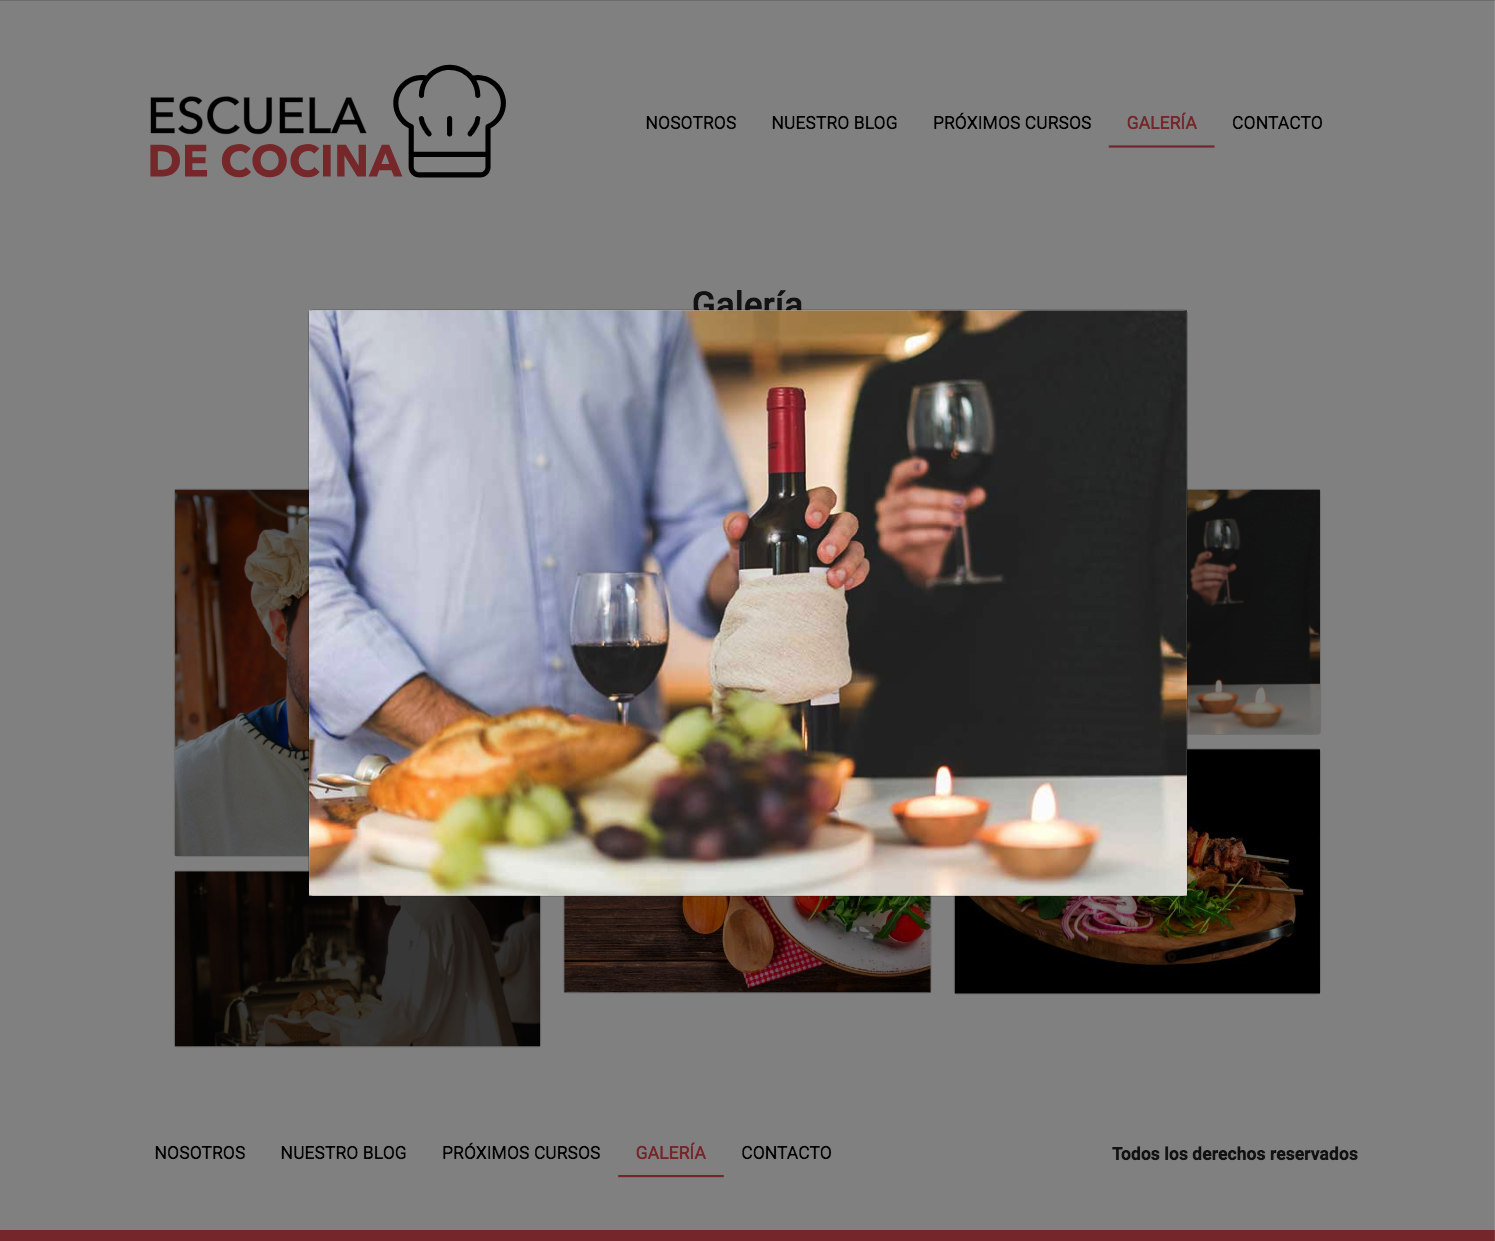 ESCUELA
DE COCINA
NOSOTROS NUESTRO BLOG PRÓXIMOS CURSOS GALERÍA CONTACTO
Galería
NOSOTROS NUESTRO BLOG PRÓXIMOS CURSOS GALERÍA CONTACTO
Todos los derechos reservados